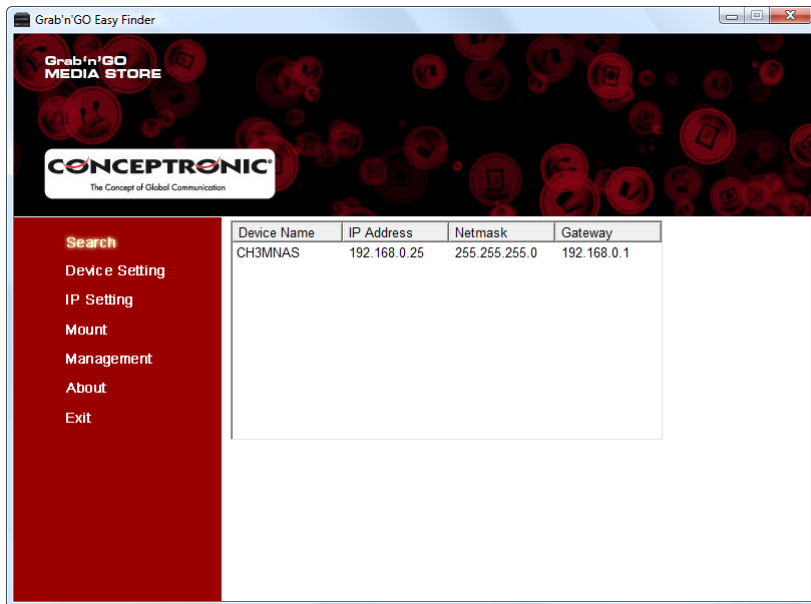 Grab'n'GO Easy Finder
Grab'n'GO
MEDIA STORE
CONCEPTRONIC
The Concept of Global Communication
Search
Device Setting
IP Setting
Mount
Management
About
Exit
Device Name IP Address Netmask Gateway
CH3MNAS 192.168.0.25 255.255.255.0 192.168.0.1